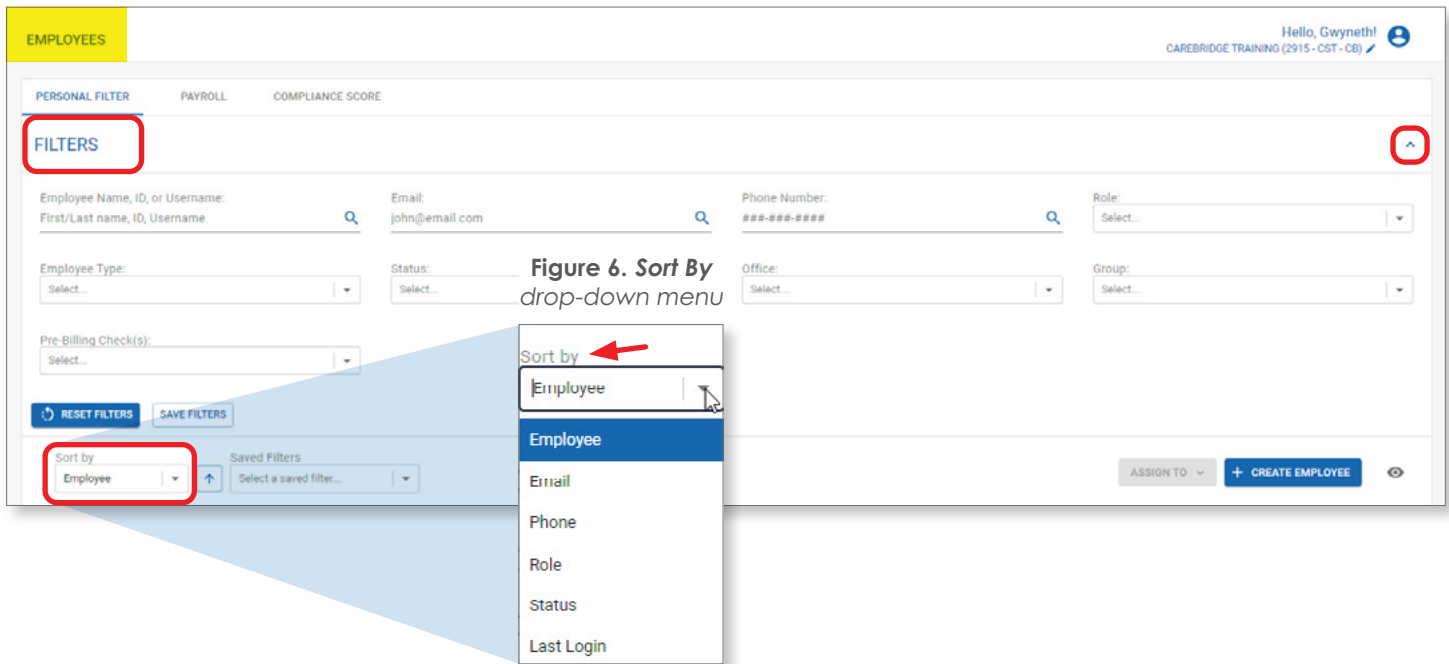 EMPLOYEES
Hello, Gwyneth!
CAREBRIDGE TRAINING (2915 - CST - CB)
PERSONAL FILTER PAYROLL COMPLIANCE SCORE
FILTERS
Employee Name, ID, or Username: Email: Phone Number: Role:
First/Last name, ID, Username john@email.com ###-###-#### Select...
Employee Type: Status: Office: Group:
Select... Select... Select... Select...
Figure 6. Sort By
drop-down menu
Pre-Billing Check(s):
Select...
RESET FILTERS SAVE FILTERS
Sort by Saved Filters
Employee Select a saved filter... ASSIGN TO + CREATE EMPLOYEE
Sort by
Employee
Employee
Email
Phone
Role
Status
Last Login